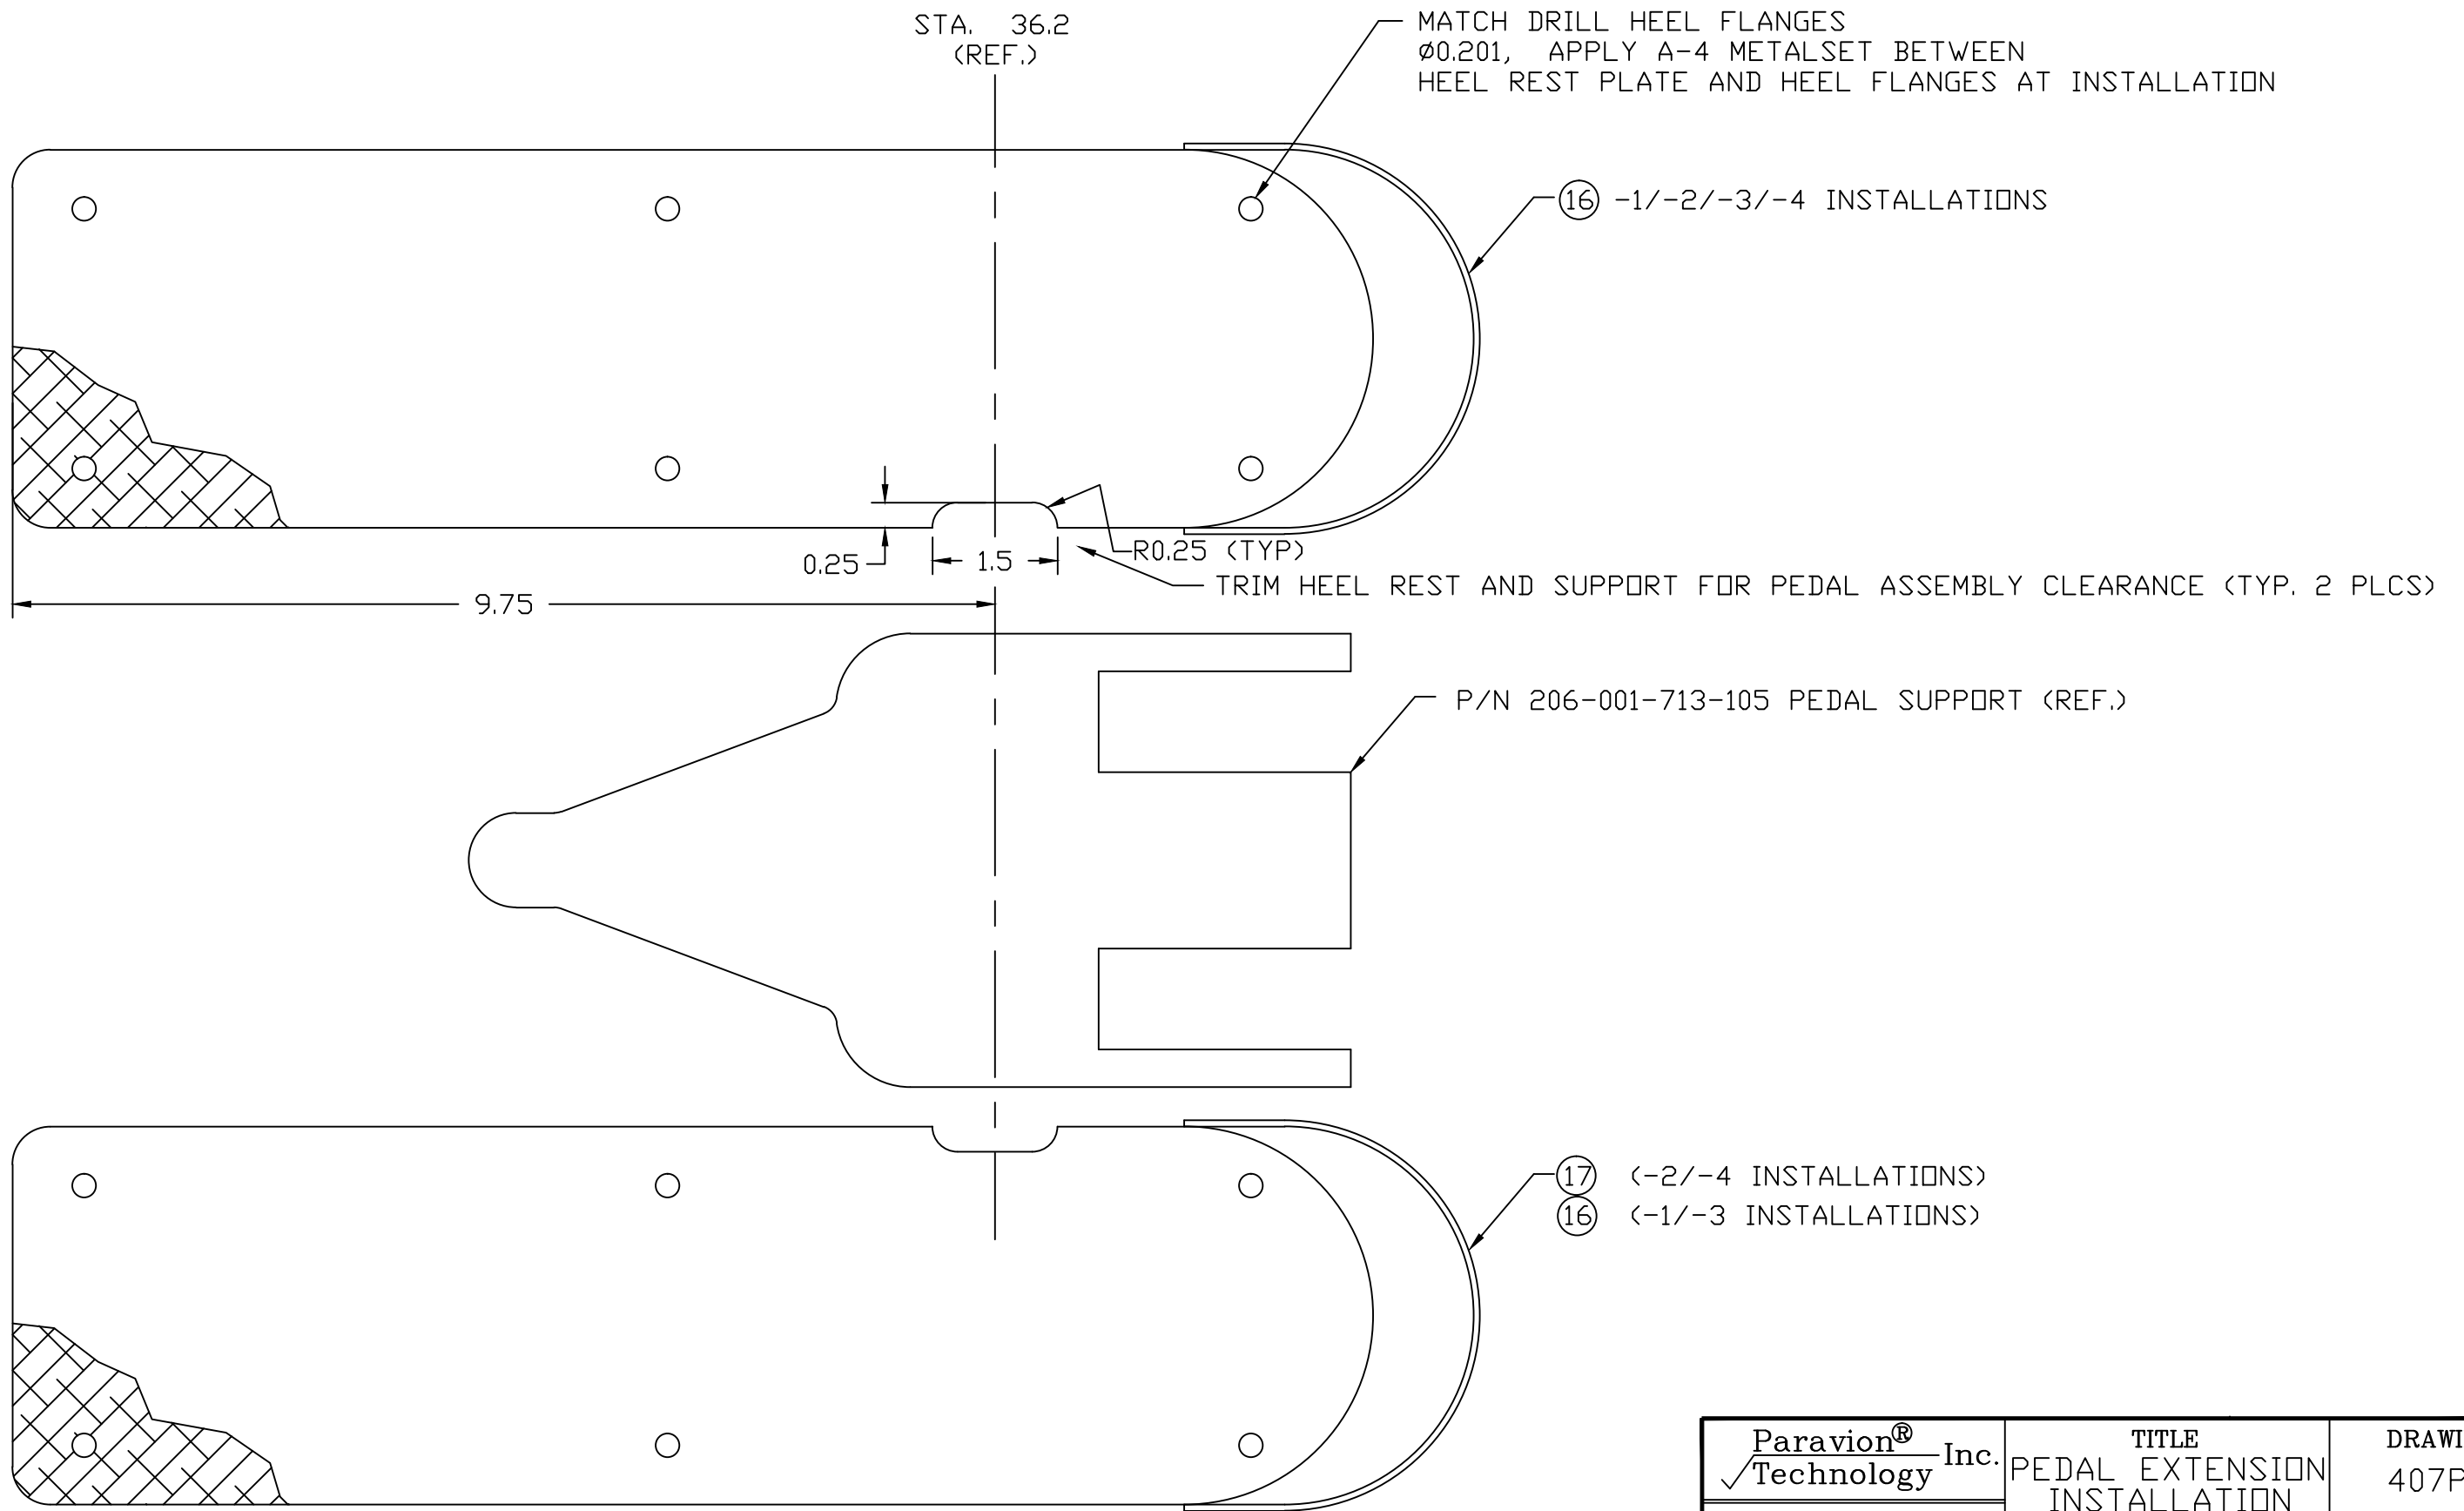 STA. 36.2
(REF.)
MATCH DRILL HEEL FLANGES
Ø0.201, APPLY A-4 METALSET BETWEEN
HEEL REST PLATE AND HEEL FLANGES AT INSTALLATION
16 -1/-2/-3/-4 INSTALLATIONS
0.25
1.5
R0.25 (TYP)
TRIM HEEL REST AND SUPPORT FOR PEDAL ASSEMBLY CLEARANCE (TYP. 2 PLCS)
9.75
P/N 206-001-713-105 PEDAL SUPPORT (REF.)
17 (-2/-4 INSTALLATIONS)
16 (-1/-3 INSTALLATIONS)
Paravion® Technology Inc.
TITLE
PEDAL EXTENSION
INSTALLATION
DRAWI
407P